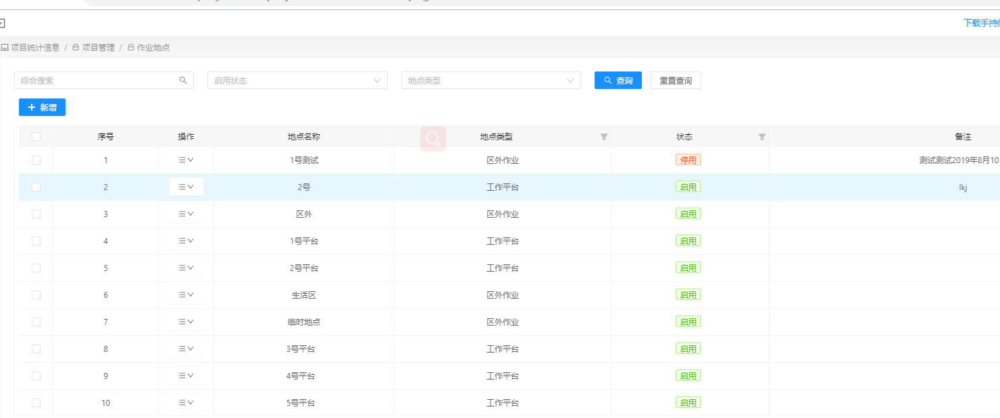 下载手持
项目统计信息 / 项目管理 / 作业地点
综合搜索 启用状态 地点类型 查询 重置查询
+ 新增
序号 操作 地点名称 地点类型 状态 备注
1 1号测试 区外作业 停用 测试测试2019年8月10
2 2号 工作平台 启用 lkj
3 区外 区外作业 启用
4 1号平台 工作平台 启用
5 2号平台 工作平台 启用
6 生活区 区外作业 启用
7 临时地点 区外作业 启用
8 3号平台 工作平台 启用
9 4号平台 工作平台 启用
10 5号平台 工作平台 启用